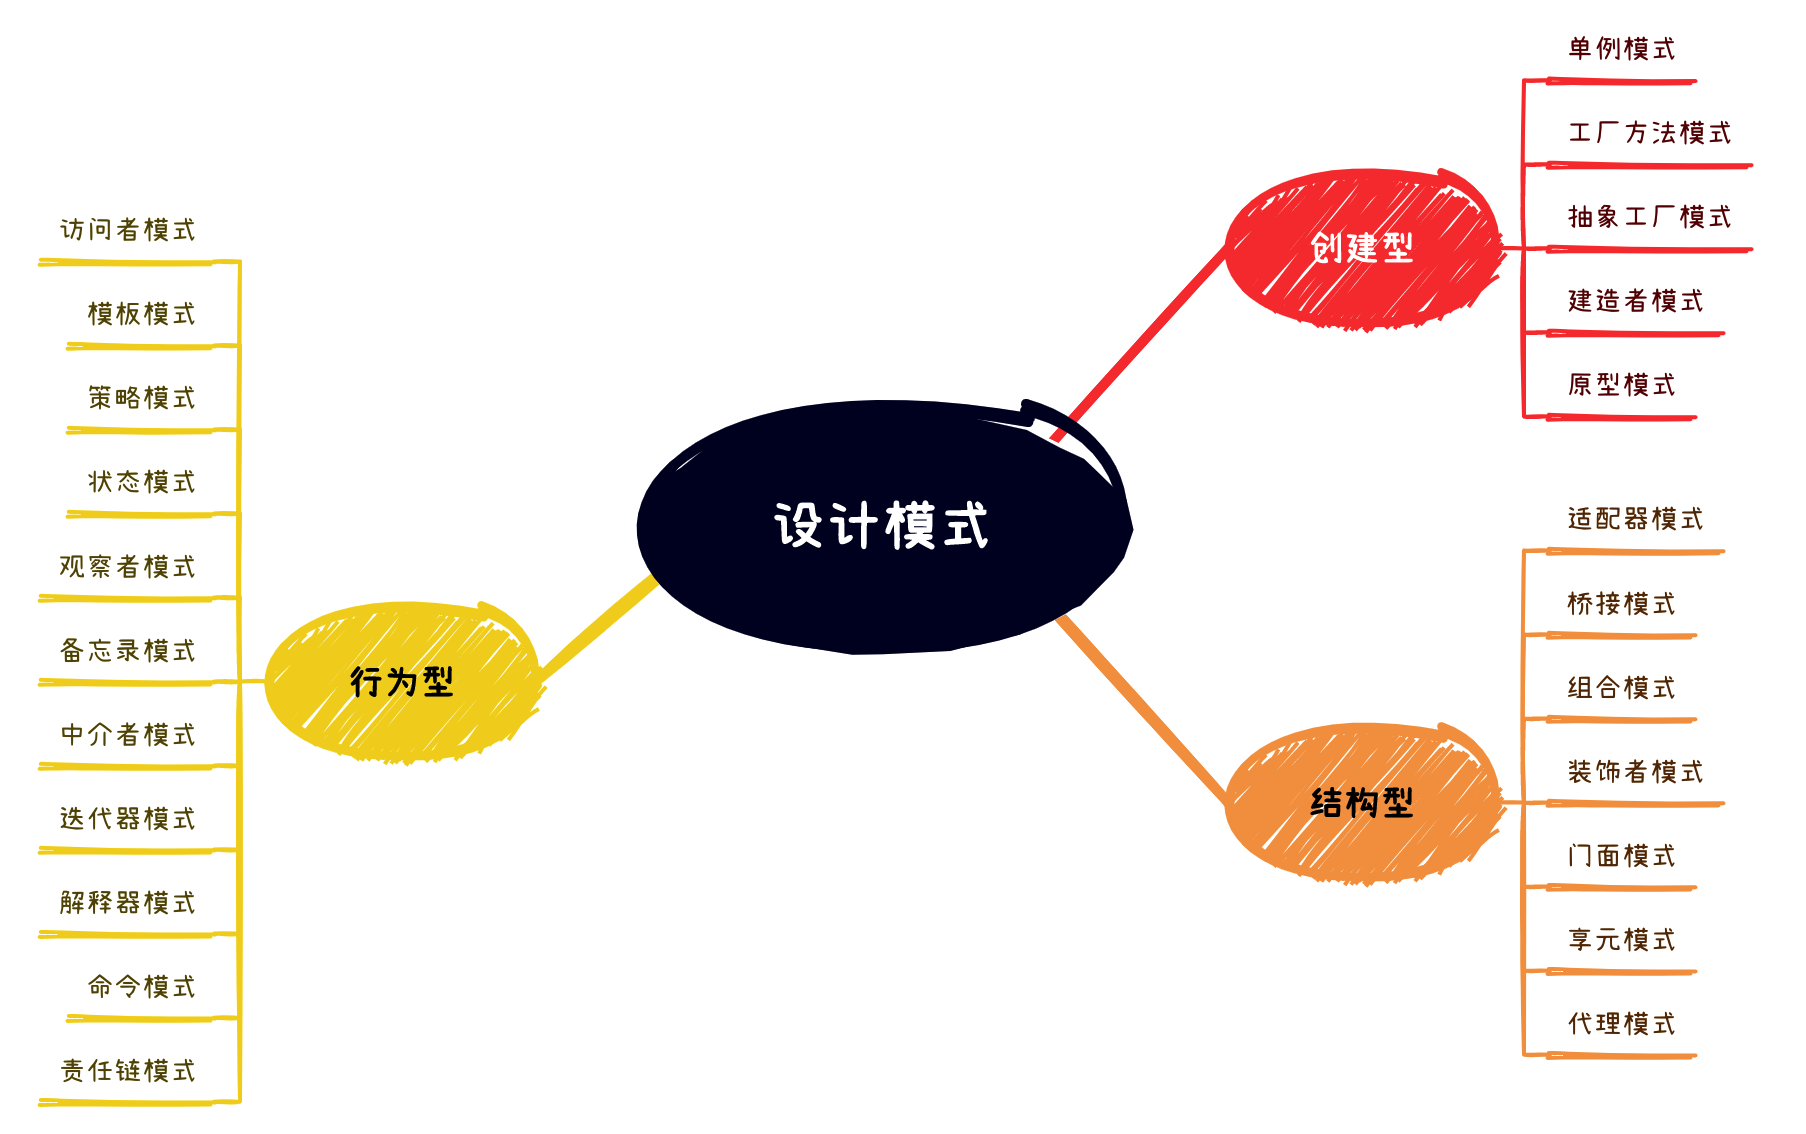 设计模式
创建型
单例模式
工厂方法模式
抽象工厂模式
建造者模式
原型模式
结构型
适配器模式
桥接模式
组合模式
装饰者模式
门面模式
享元模式
代理模式
行为型
访问者模式
模板模式
策略模式
状态模式
观察者模式
备忘录模式
中介者模式
迭代器模式
解释器模式
命令模式
责任链模式